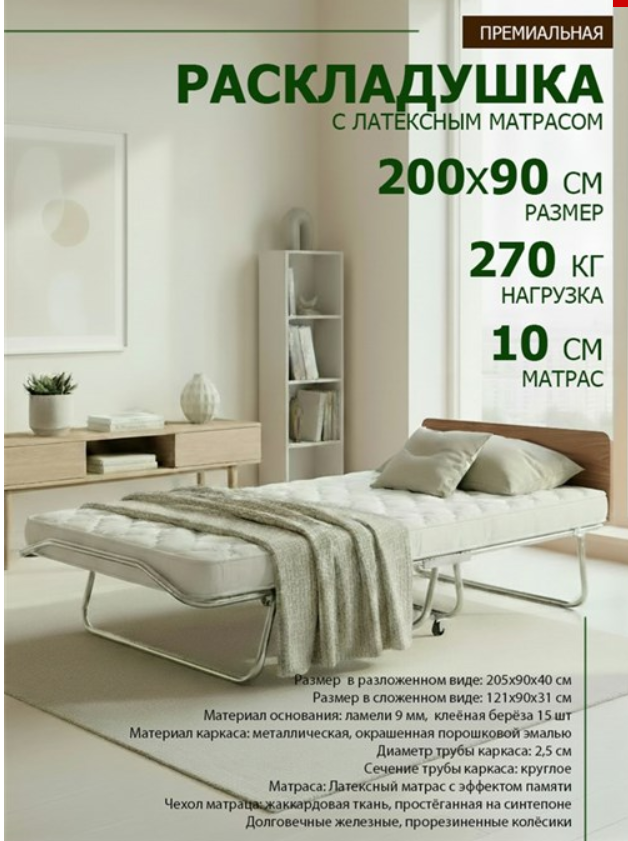 ПРЕМИАЛЬНАЯ
РАСКЛАДУШКА
С ЛАТЕКСНЫМ МАТРАСОМ
200х90 СМ
РАЗМЕР
270 КГ
НАГРУЗКА
10 СМ
МАТРАС
Размер в разложенном виде: 205х90х40 см
Размер в сложенном виде: 121х90х31 см
Материал основания: ламели 9 мм, клеёная берёза 15 шт
Материал каркаса: металлическая, окрашенная порошковой эмалью
Диаметр трубы каркаса: 2,5 см
Сечение трубы каркаса: круглое
Матраса: Латексный матрас с эффектом памяти
Чехол матраца: жаккардовая ткань, простёганная на синтепоне
Долговечные железные, прорезиненные колёсики